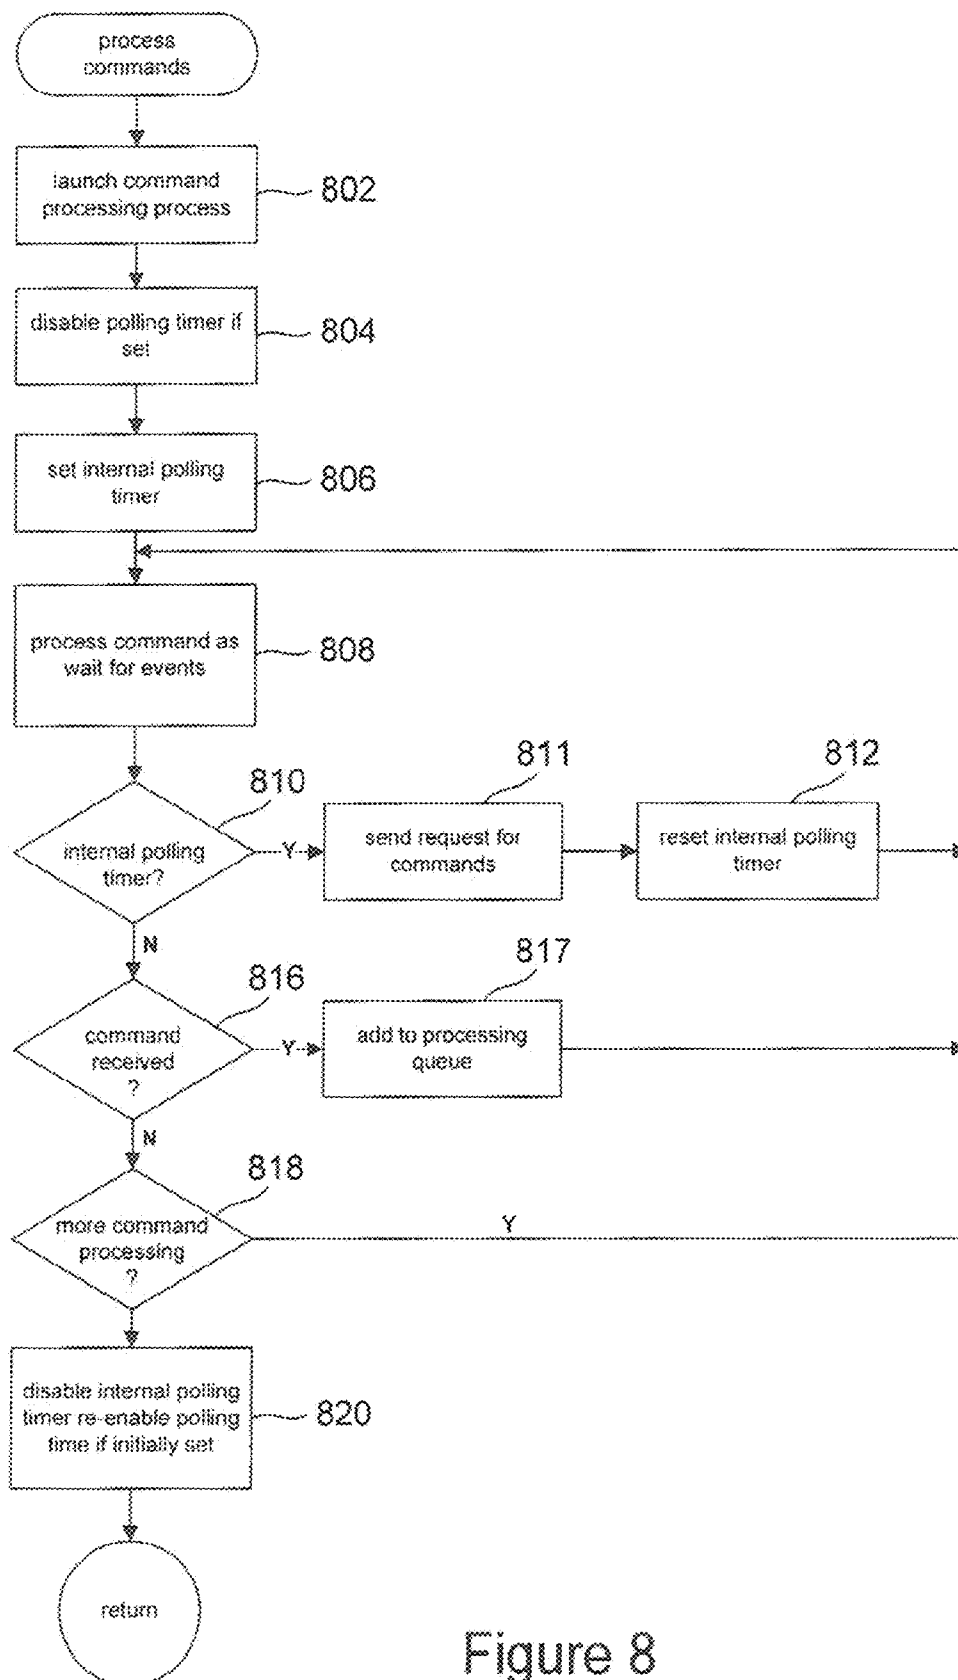 process
commands
launch command
processing process
802
disable polling timer if
set
804
set internal polling
timer
806
process command as
wait for events
808
810
internal polling
timer?
Y
811
send request for
commands
812
reset internal polling
timer
N
816
command
received
?
Y
817
add to processing
queue
N
818
more command
processing
?
Y
disable internal polling
timer re-enable polling
time if initially set
820
return
Figure 8